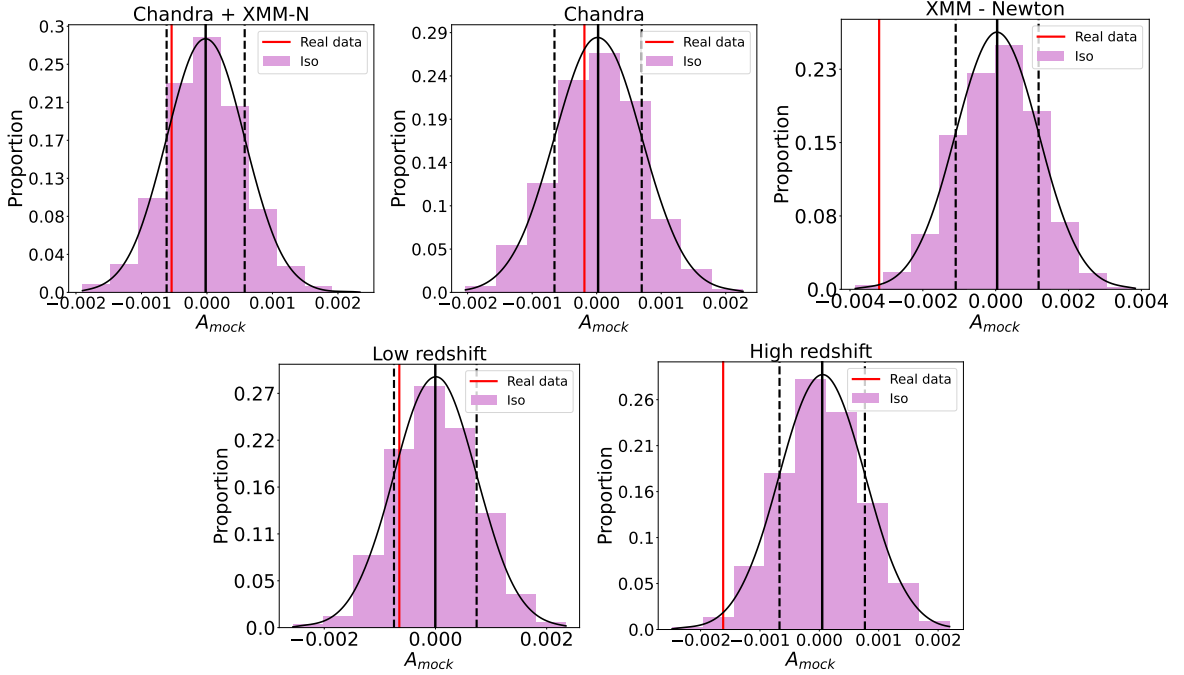 Chandra + XMM-N
Proportion
0.3
0.25
0.21
0.17
0.12
0.08
0.04
0.0
−0.002
−0.001
0.000
0.001
0.002
A_mock
Real data
Iso
Chandra
Proportion
0.29
0.24
0.19
0.14
0.1
0.05
0.0
−0.002
−0.001
0.000
0.001
0.002
A_mock
Real data
Iso
XMM - Newton
Proportion
0.23
0.15
0.08
0.0
−0.004
−0.002
0.000
0.002
0.004
A_mock
Real data
Iso
Low redshift
Proportion
0.27
0.22
0.16
0.11
0.05
0.0
−0.002
0.000
0.002
A_mock
Real data
Iso
High redshift
Proportion
0.26
0.21
0.16
0.1
0.05
0.0
−0.002
−0.001
0.000
0.001
0.002
A_mock
Real data
Iso